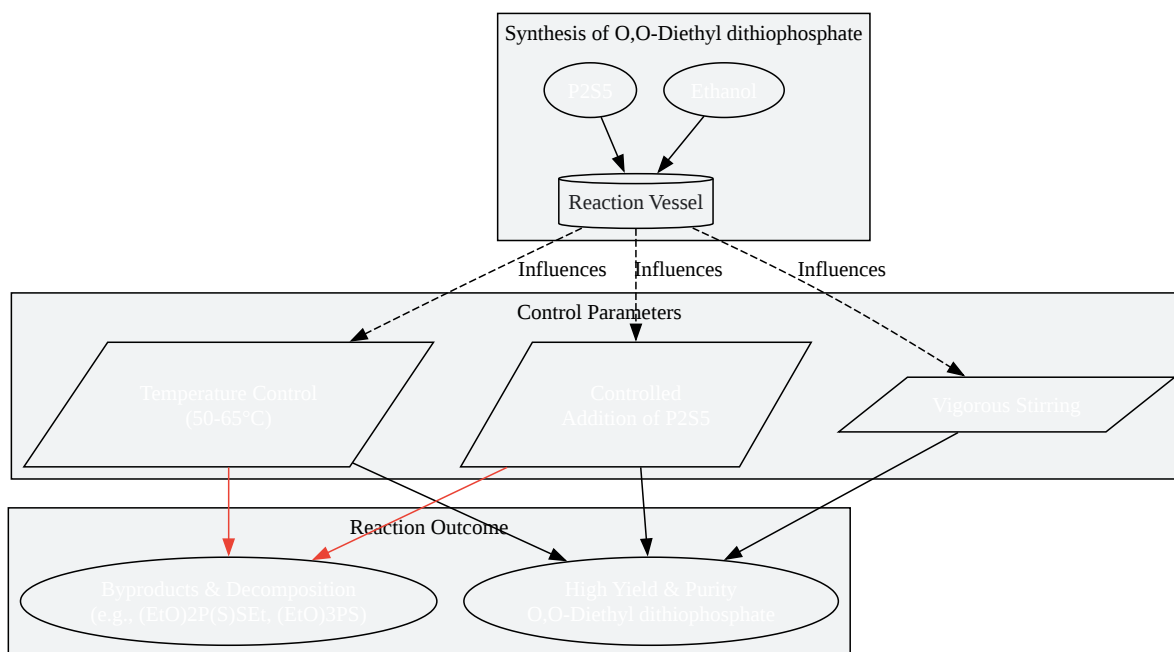 Synthesis of O,O-Diethyl dithiophosphate
P2S5
Ethanol
Reaction Vessel
Influences
Influences
Influences
Control Parameters
Temperature Control
(50-65°C)
Controlled
Addition of P2S5
Vigorous Stirring
Reaction Outcome
Byproducts & Decomposition
(e.g., (EtO)2P(S)SEt, (EtO)3PS)
High Yield & Purity
O,O-Diethyl dithiophosphate